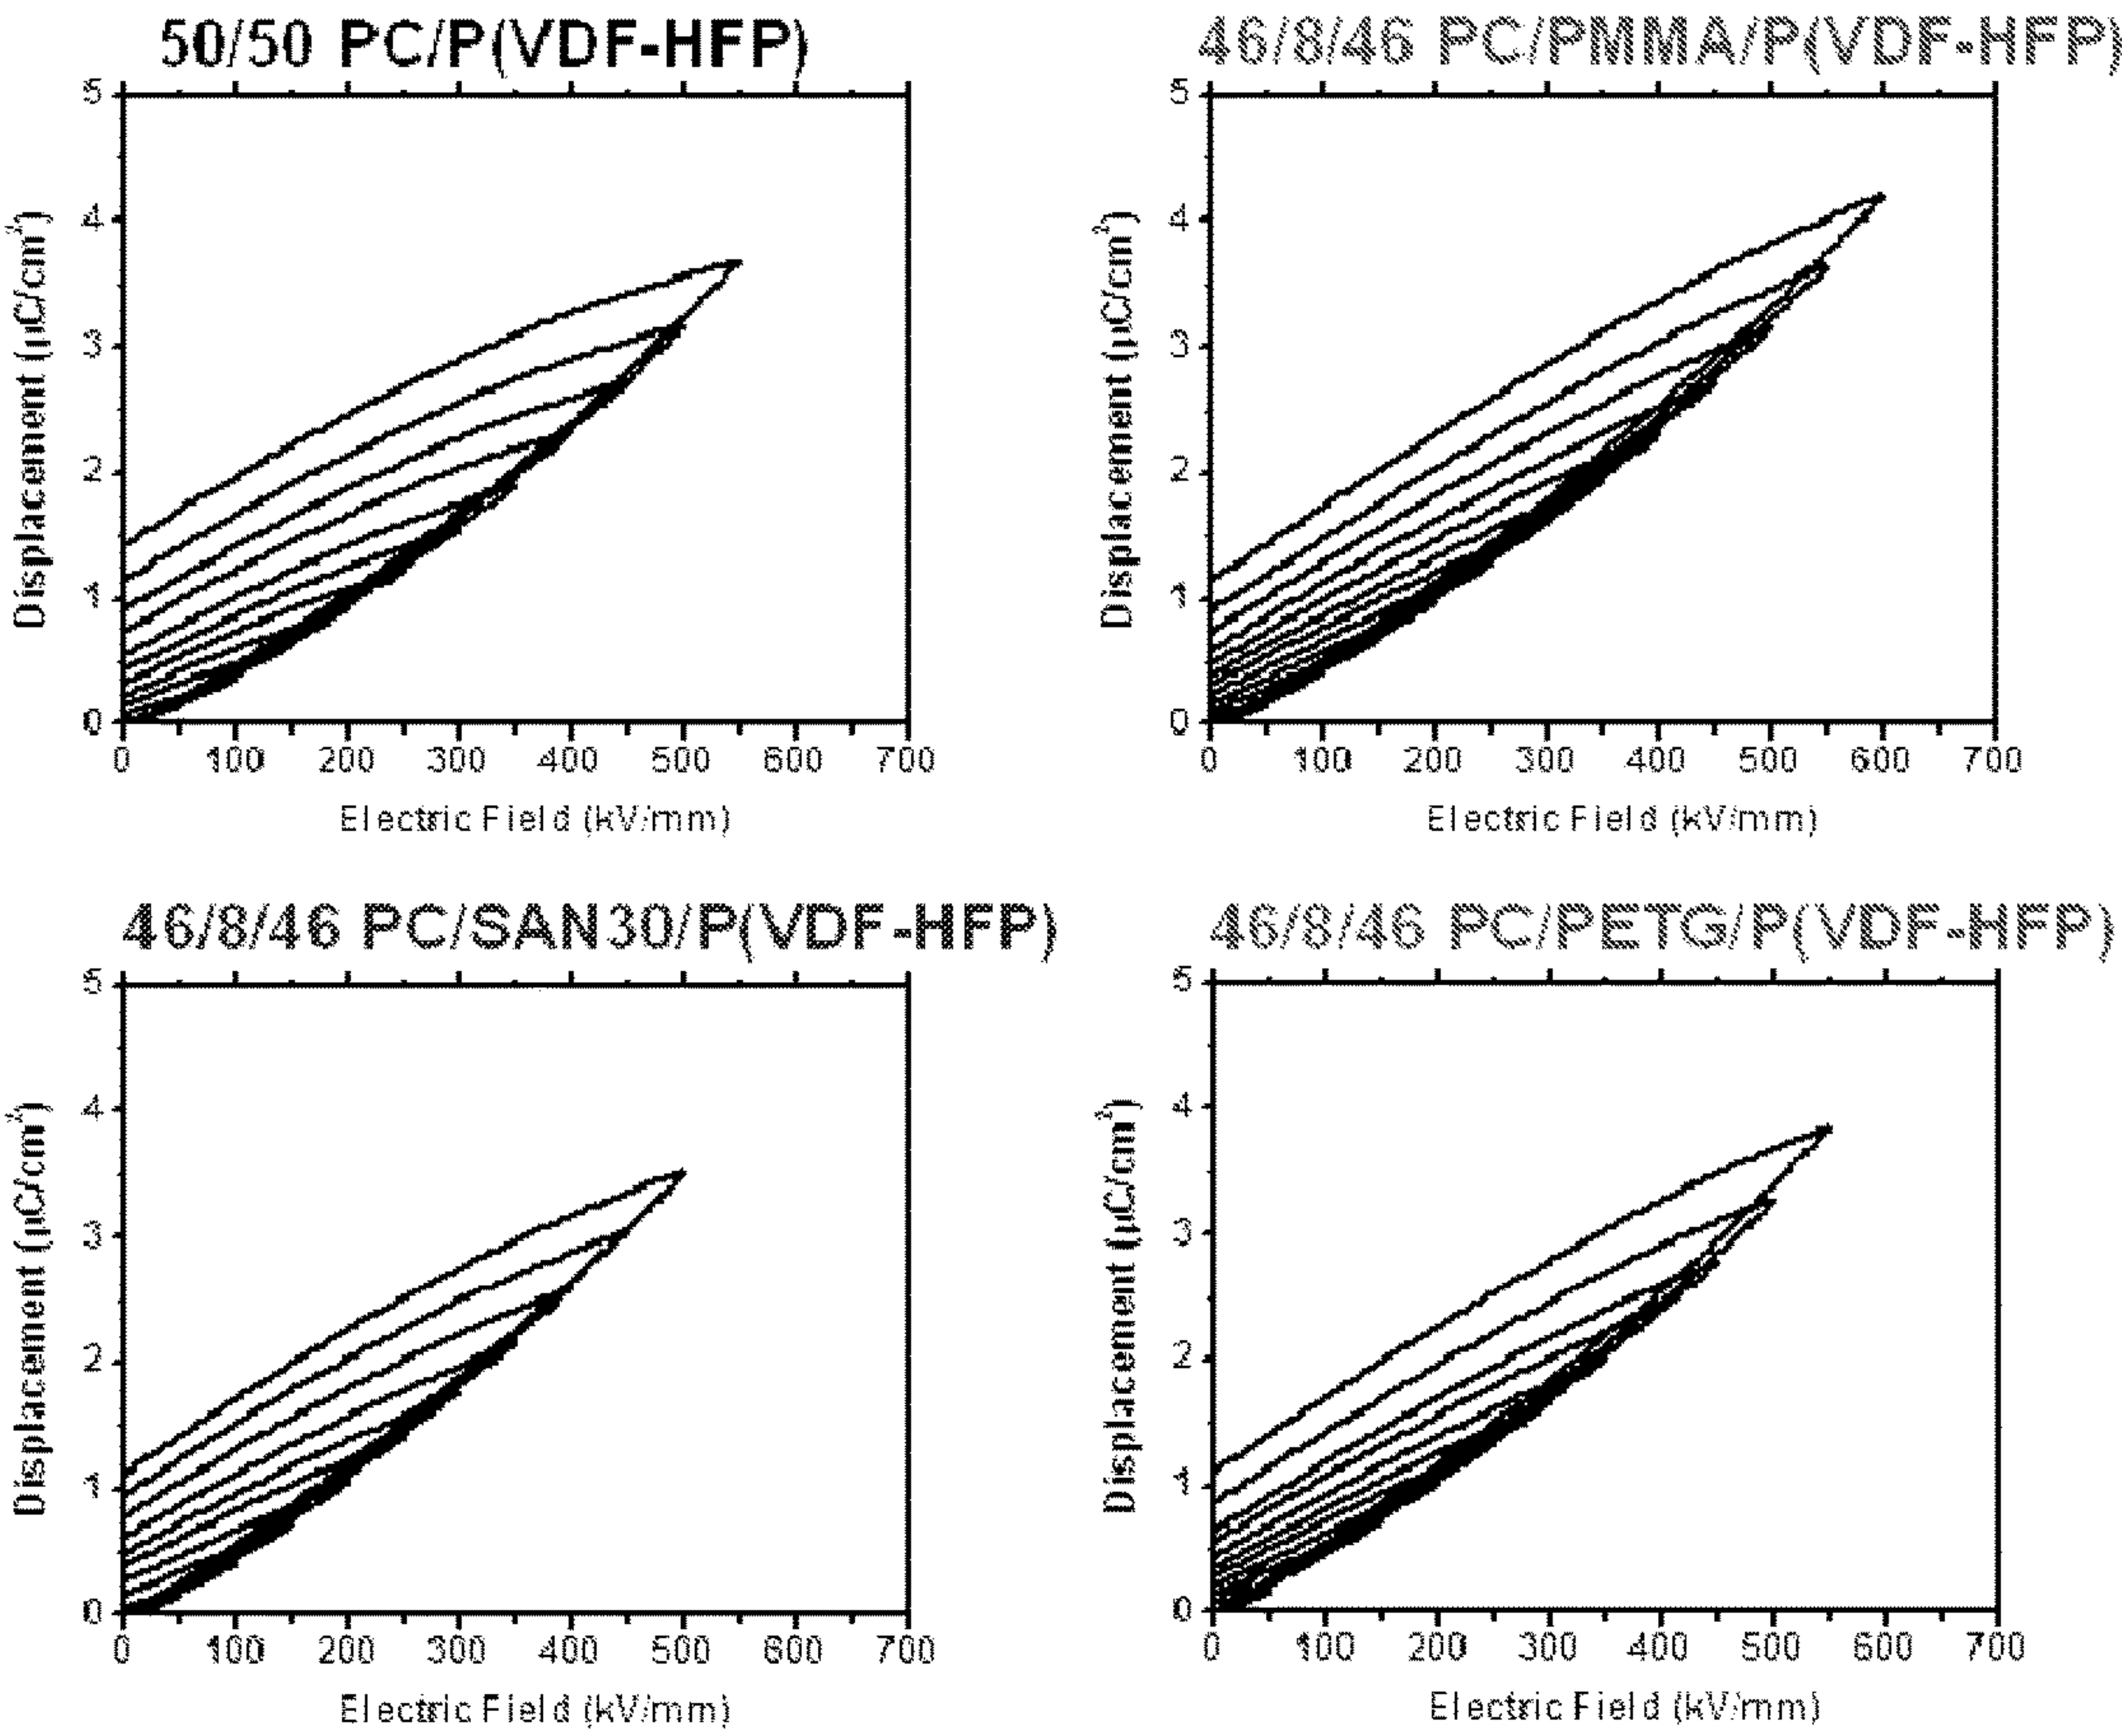 50/50 PC/P(VDF-HFP)
5
4
3
2
1
0
0 100 200 300 400 500 600 700
Displacement (µC/cm²)
Electric Field (kV/mm)
46/8/46 PC/PMMA/P(VDF-HFP)
5
4
3
2
1
0
0 100 200 300 400 500 600 700
Displacement (µC/cm²)
Electric Field (kV/mm)
46/8/46 PC/SAN30/P(VDF-HFP)
5
4
3
2
1
0
0 100 200 300 400 500 600 700
Displacement (µC/cm²)
Electric Field (kV/mm)
46/8/46 PC/PETG/P(VDF-HFP)
5
4
3
2
1
0
0 100 200 300 400 500 600 700
Displacement (µC/cm²)
Electric Field (kV/mm)